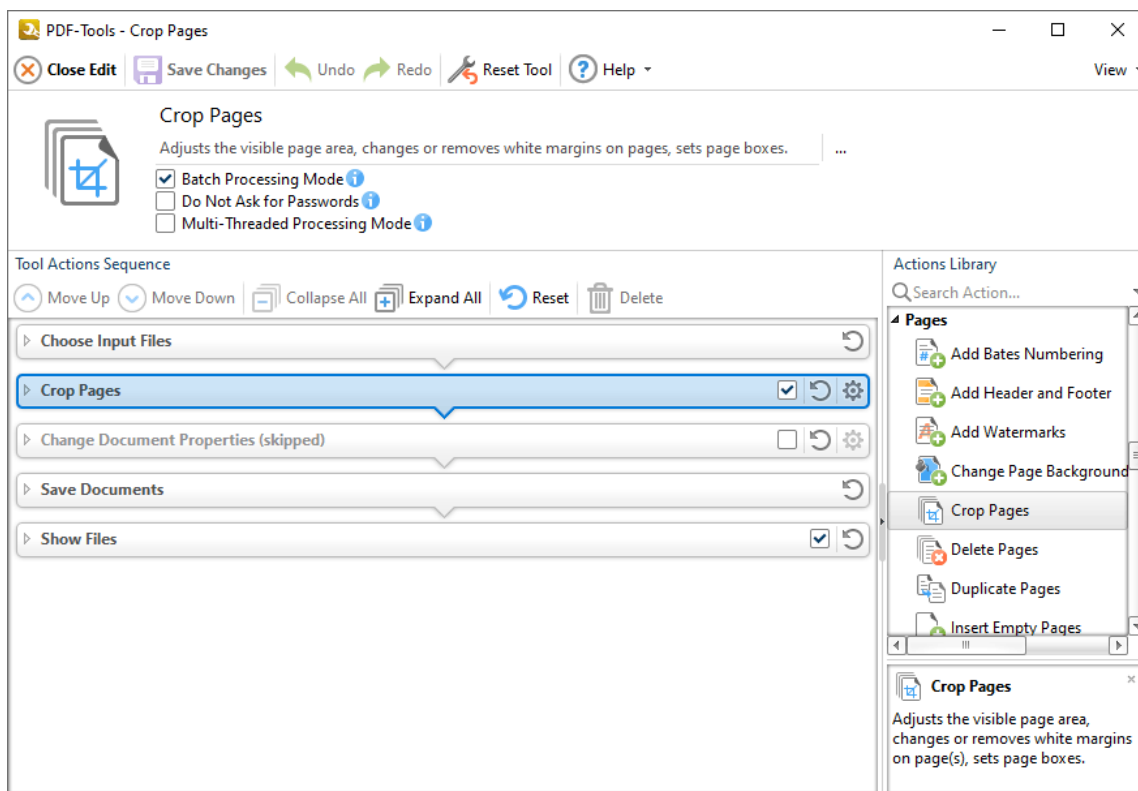 PDF-Tools - Crop Pages
Close Edit Save Changes Undo Redo Reset Tool ? Help View
Crop Pages
Adjusts the visible page area, changes or removes white margins on pages, sets page boxes. ...
Batch Processing Mode i
Do Not Ask for Passwords i
Multi-Threaded Processing Mode i
Tool Actions Sequence
Move Up Move Down Collapse All Expand All Reset Delete
Choose Input Files
Crop Pages
Change Document Properties (skipped)
Save Documents
Show Files
Actions Library
Search Action...
Pages
Add Bates Numbering
Add Header and Footer
Add Watermarks
Change Page Background
Crop Pages
Delete Pages
Duplicate Pages
Insert Empty Pages
Crop Pages
Adjusts the visible page area,
changes or removes white margins
on page(s), sets page boxes.